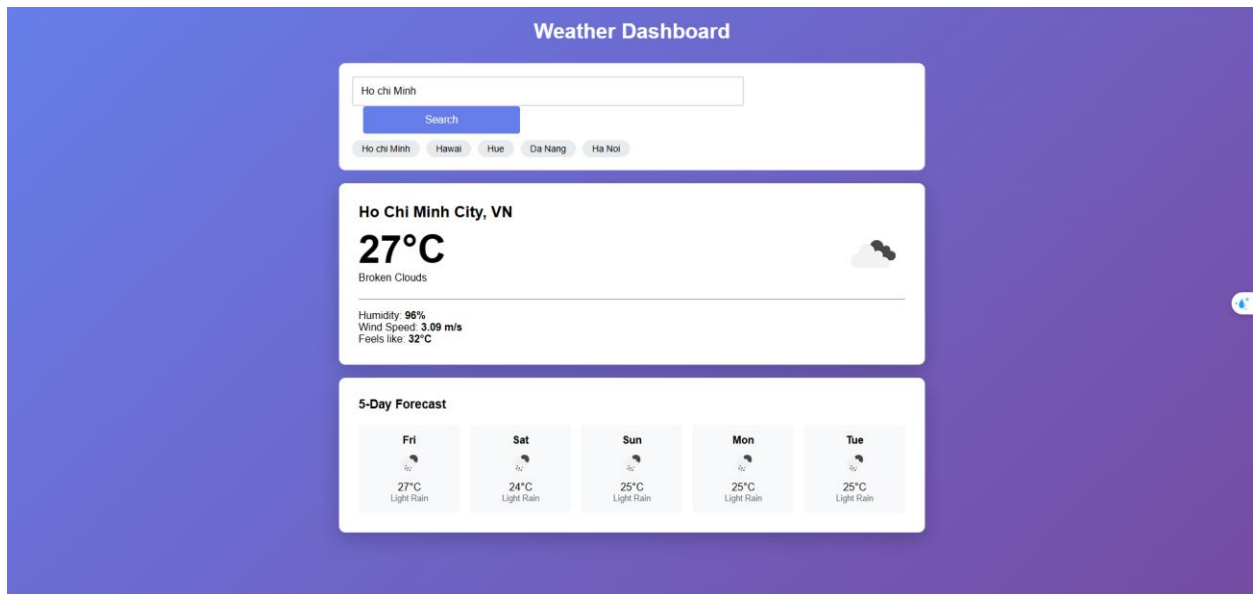 Weather Dashboard
Ho chi Minh
Search
Ho chi Minh Hawai Hue Da Nang Ha Noi
Ho Chi Minh City, VN
27°C
Broken Clouds
Humidity: 96%
Wind Speed: 3.09 m/s
Feels like: 32°C
5-Day Forecast
Fri Sat Sun Mon Tue
27°C 24°C 25°C 25°C 25°C
Light Rain Light Rain Light Rain Light Rain Light Rain